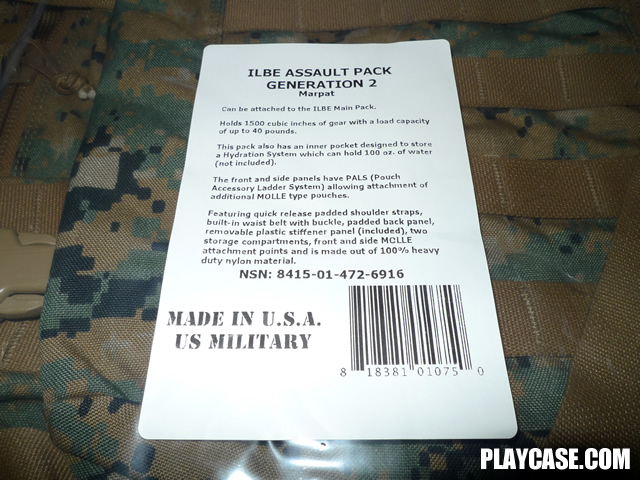 ILBE ASSAULT PACK
GENERATION 2
Marpat
Can be attached to the ILBE Main Pack.
Holds 1500 cubic inches of gear with a load capacity
of up to 40 pounds.
This pack also has an inner pocket designed to store
a Hydration System which can hold 100 oz. of water
(not included).
The front and side panels have PALS (Pouch
Accessory Ladder System) allowing attachment of
additional MOLLE type pouches.
Featuring quick release padded shoulder straps,
built-in waist belt with buckle, padded back panel,
removable plastic stiffener panel (included), two
storage compartments, front and side MOLLE
attachment points and is made out of 100% heavy
duty nylon material.
NSN: 8415-01-472-6916
MADE IN U.S.A.
US MILITARY
8 18381 01075 0
PLAYCASE.COM